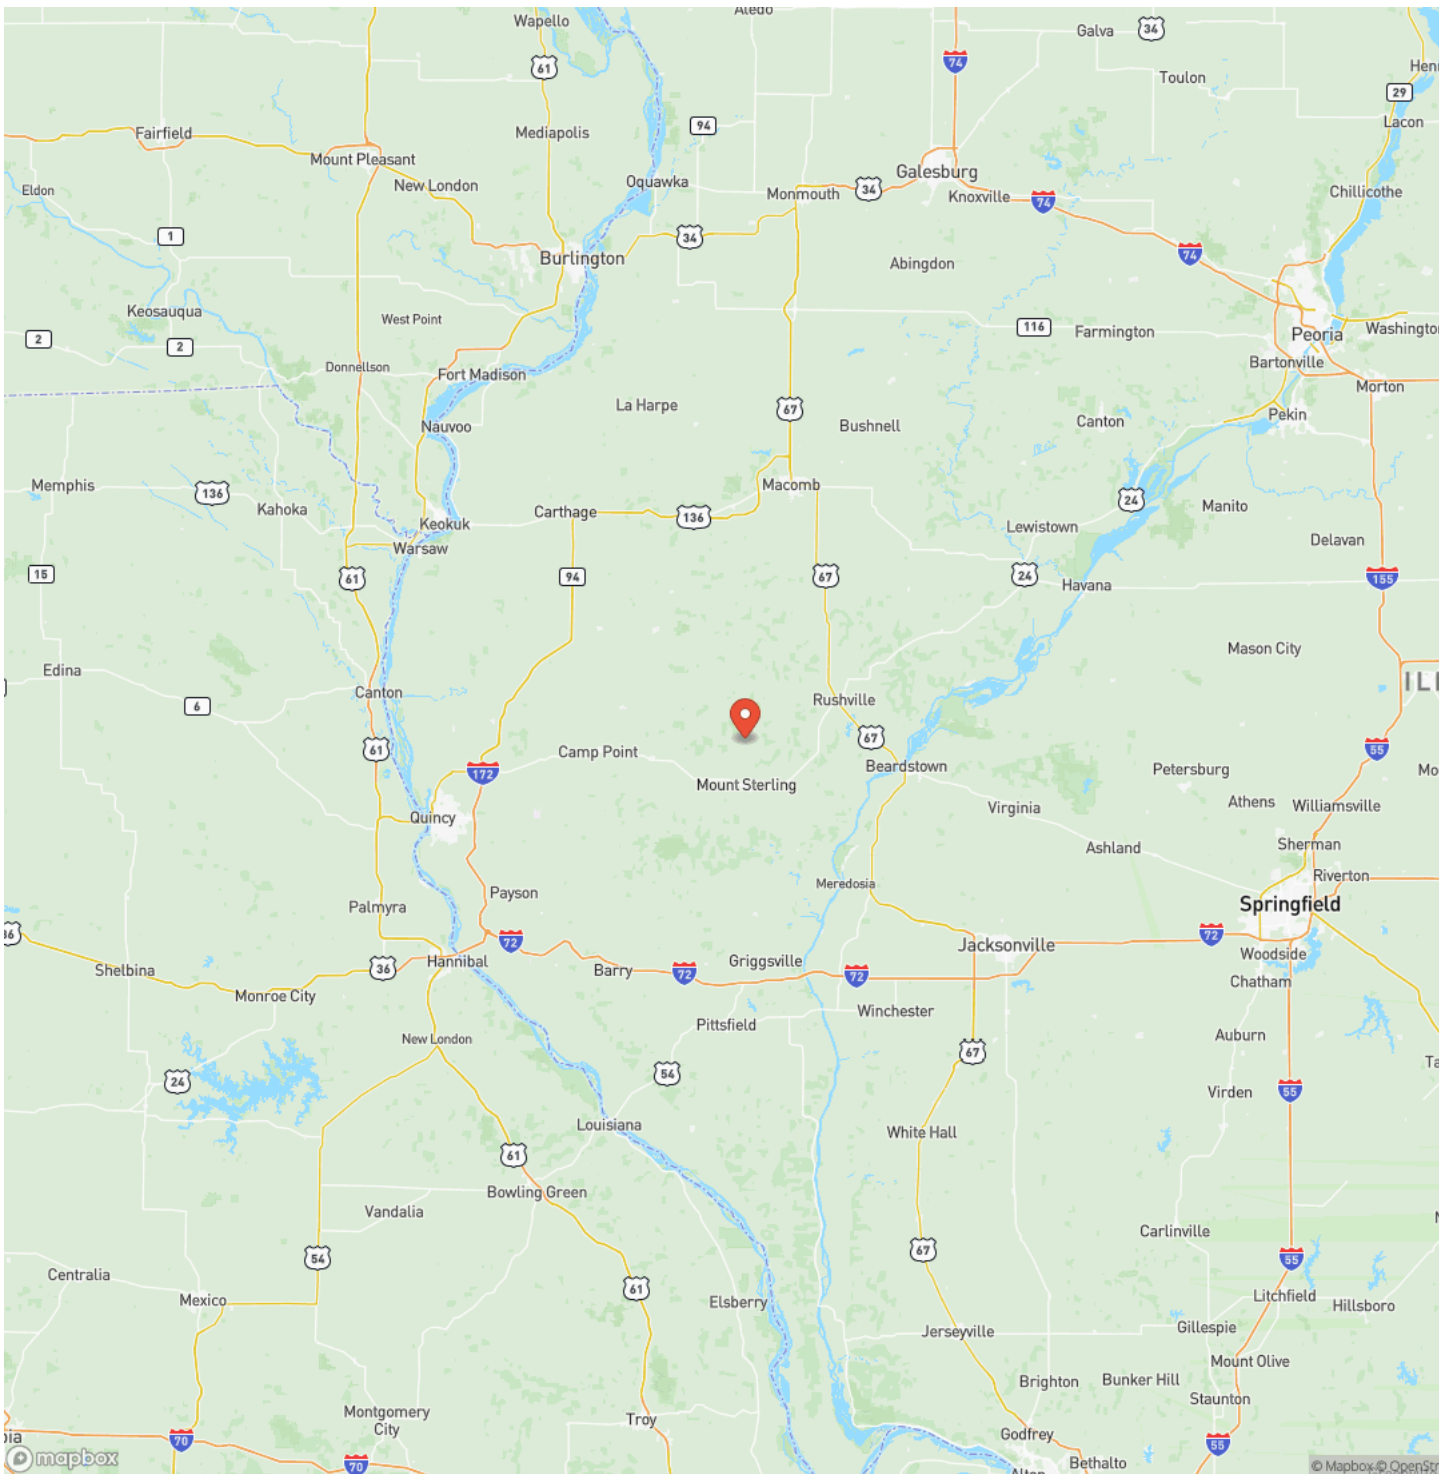 Wapello
Aledo
Galva
34
61
74
Toulon
Henn
29
Lacon
Fairfield
Mediapolis
94
Mount Pleasant
New London
Oquawka
Monmouth
34
Galesburg
Knoxville
74
Chillicothe
Eldon
1
34
74
Burlington
Abingdon
Keosauqua
2
2
West Point
116
Farmington
Peoria
Washington
Bartonville
Donnellson
Fort Madison
Morton
La Harpe
67
Bushnell
Canton
Pekin
Nauvoo
Memphis
136
Macomb
24
Manito
Kahoka
Carthage
136
Keokuk
Lewistown
Delavan
Warsaw
15
61
94
67
24
Havana
155
Mason City
Edina
Canton
Rushville
ILI
6
61
Camp Point
67
55
172
Beardstown
Petersburg
Mo
Mount Sterling
Quincy
Virginia
Athens
Williamsville
Ashland
Sherman
Meredosia
Riverton
Payson
Palmyra
Springfield
36
72
Jacksonville
72
Woodside
Hannibal
36
Barry
72
Griggsville
72
Shelbina
Chatham
Monroe City
Winchester
Pittsfield
Auburn
New London
67
24
54
Ta
Virden
55
Louisiana
White Hall
61
Bowling Green
Vandalia
Carlinville
54
67
55
Centralia
61
Mexico
Elsberry
Litchfield
Hillsboro
Jerseyville
Gillespie
Mount Olive
Brighton
Bunker Hill
Staunton
Montgomery
City
Troy
Godfrey
bia
70
55
mapbox
70
Bethalto
Alton
© Mapbox © OpenStr